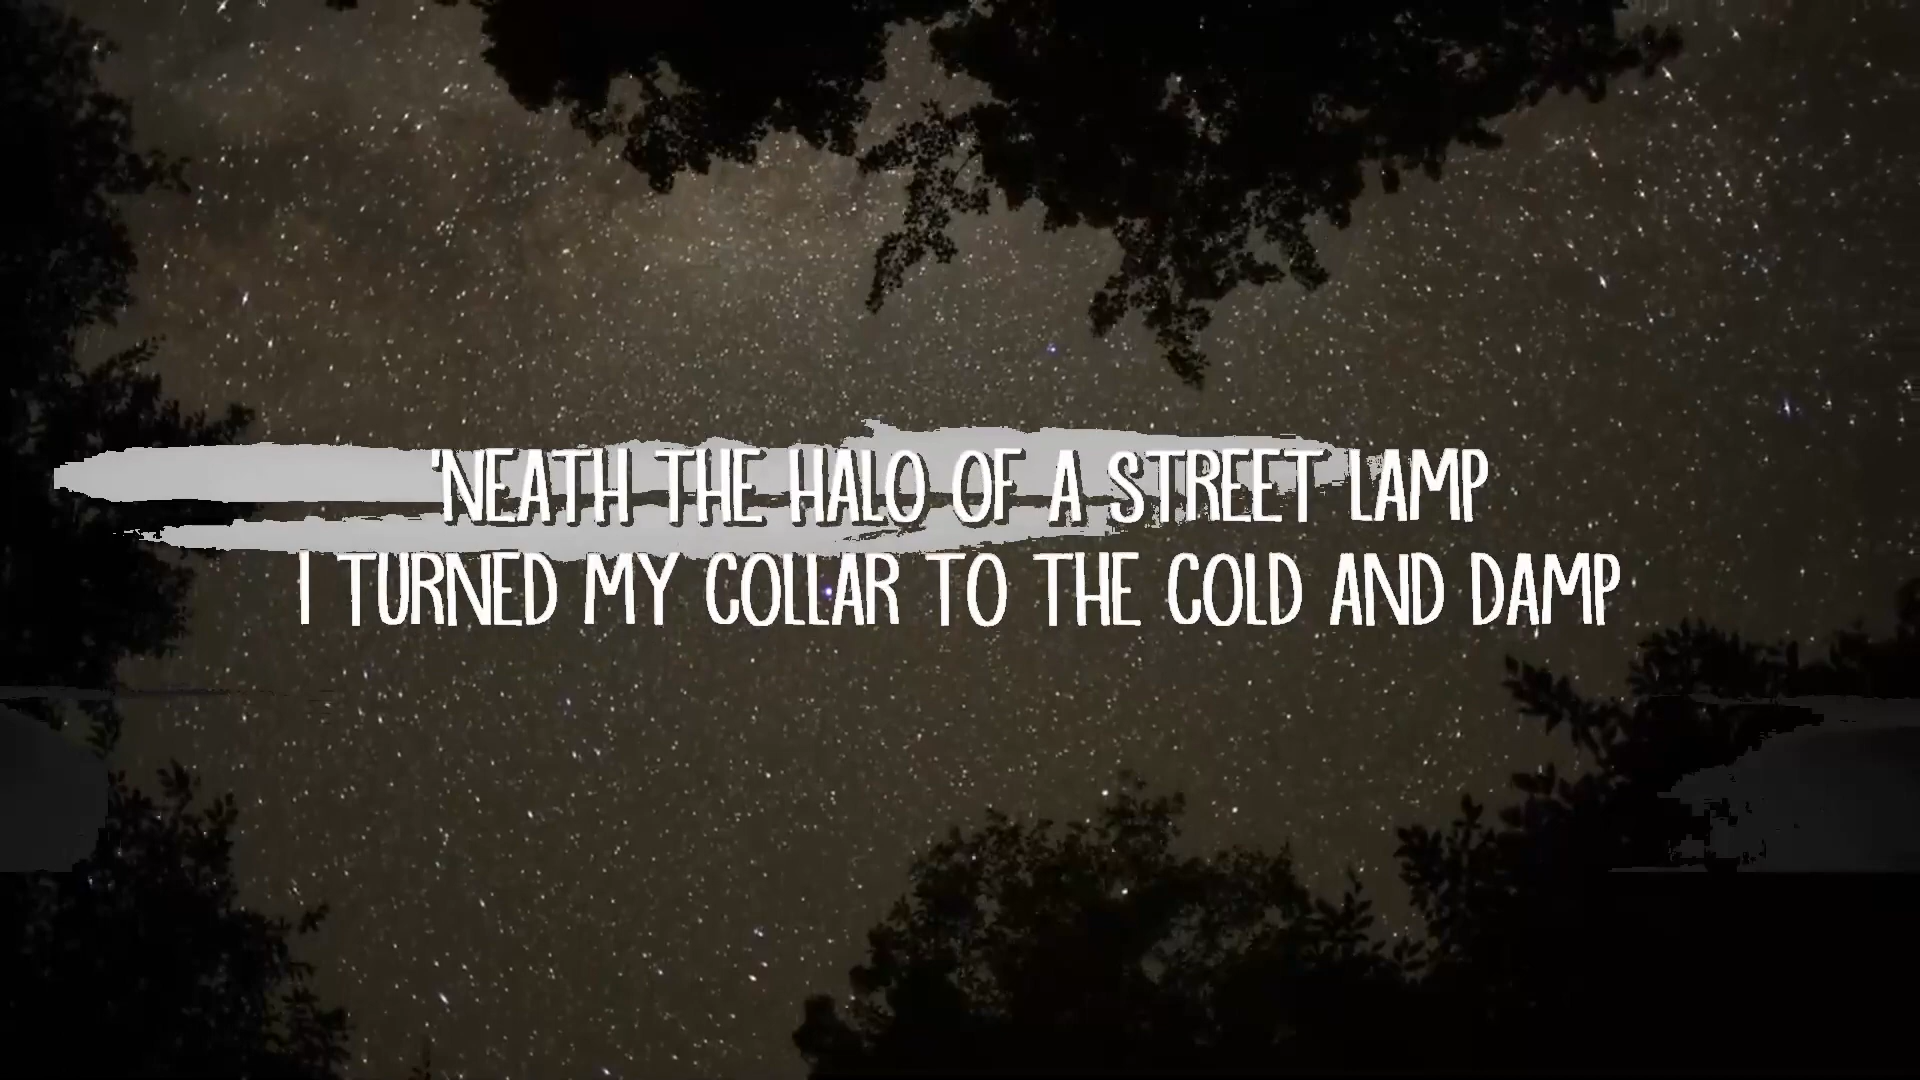 'NEATH THE HALO OF A STREET LAMP
I TURNED MY COLLAR TO THE COLD AND DAMP